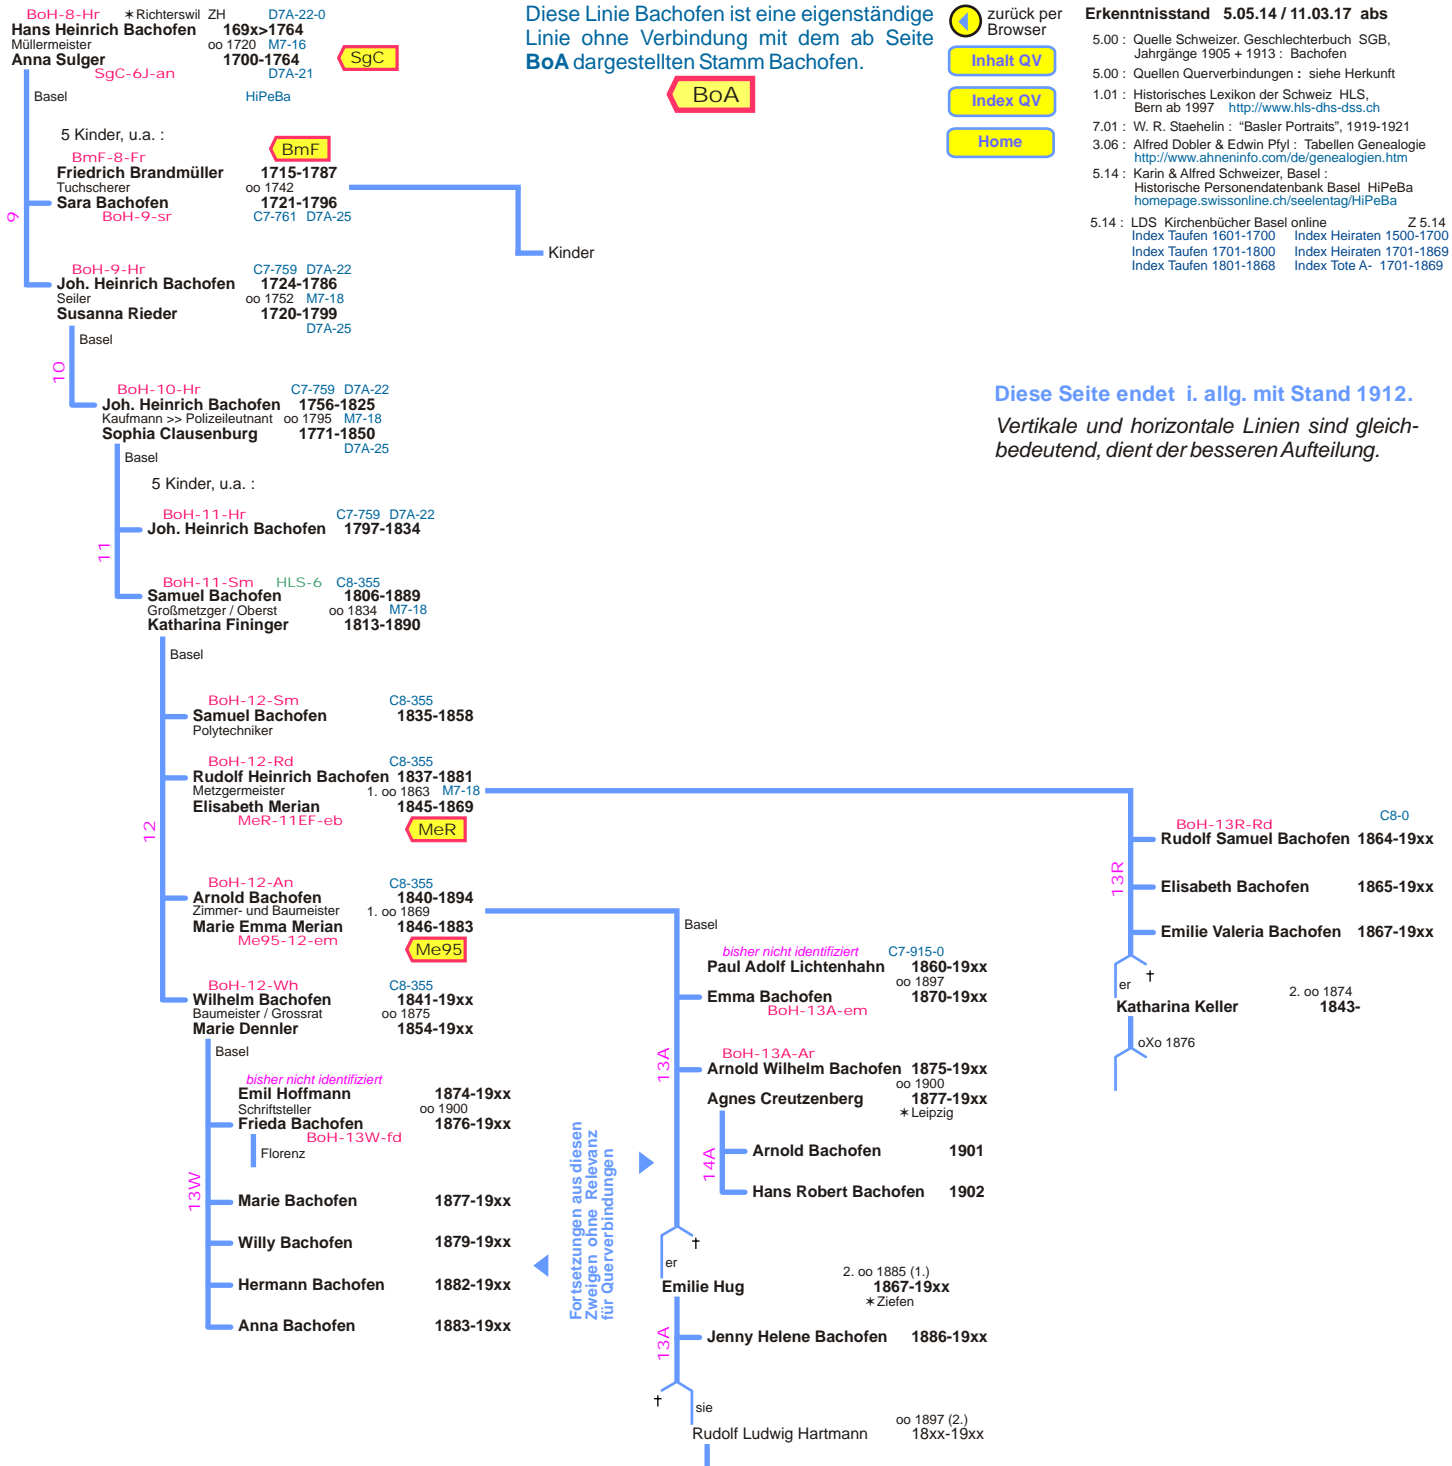 BoH-8-Hr ∗Richterswil ZH D7A-22-0
Hans Heinrich Bachofen 169x>1764
Müllermeister oo 1720 M7-16
Anna Sulger 1700-1764
SgC
SgC-6J-an D7A-21
Basel HiPeBa
Diese Linie Bachofen ist eine eigenständige
Linie ohne Verbindung mit dem ab Seite
BoA dargestellten Stamm Bachofen.
BoA
zurück per
Browser
Inhalt QV
Index QV
Home
Erkenntnisstand 5.05.14 / 11.03.17 abs
5.00 : Quelle Schweizer. Geschlechterbuch SGB,
Jahrgänge 1905 + 1913 : Bachofen
5.00 : Quellen Querverbindungen : siehe Herkunft
1.01 : Historisches Lexikon der Schweiz HLS,
Bern ab 1997 http://www.hls-dhs-dss.ch
7.01 : W. R. Staehelin : "Basler Portraits", 1919-1921
3.06 : Alfred Dobler & Edwin Pfyl : Tabellen Genealogie
http://www.ahneninfo.com/de/genealogien.htm
5.14 : Karin & Alfred Schweizer, Basel :
Historische Personendatenbank Basel HiPeBa
homepage.swissonline.ch/seelentag/HiPeBa
5.14 : LDS Kirchenbücher Basel online Z 5.14
Index Taufen 1601-1700 Index Heiraten 1500-1700
Index Taufen 1701-1800 Index Heiraten 1701-1869
Index Taufen 1801-1868 Index Tote A- 1701-1869
5 Kinder, u.a. :
BmF
BmF-8-Fr
Friedrich Brandmüller 1715-1787
Tuchscherer oo 1742
Sara Bachofen 1721-1796
BoH-9-sr C7-761 D7A-25
9
Kinder
BoH-9-Hr C7-759 D7A-22
Joh. Heinrich Bachofen 1724-1786
Seiler oo 1752 M7-18
Susanna Rieder 1720-1799
D7A-25
Basel
10
BoH-10-Hr C7-759 D7A-22
Joh. Heinrich Bachofen 1756-1825
Kaufmann >> Polizeileutnant oo 1795 M7-18
Sophia Clausenburg 1771-1850
D7A-25
Basel
Diese Seite endet i. allg. mit Stand 1912.
Vertikale und horizontale Linien sind gleich-
bedeutend, dient der besseren Aufteilung.
5 Kinder, u.a. :
BoH-11-Hr C7-759 D7A-22
Joh. Heinrich Bachofen 1797-1834
11
BoH-11-Sm HLS-6 C8-355
Samuel Bachofen 1806-1889
Großmetzger / Oberst oo 1834 M7-18
Katharina Fininger 1813-1890
Basel
BoH-12-Sm C8-355
Samuel Bachofen 1835-1858
Polytechniker
BoH-12-Rd C8-355
Rudolf Heinrich Bachofen 1837-1881
Metzgermeister 1. oo 1863 M7-18
Elisabeth Merian 1845-1869
MeR-11EF-eb
MeR
12
BoH-12-An C8-355
Arnold Bachofen 1840-1894
Zimmer- und Baumeister 1. oo 1869
Marie Emma Merian 1846-1883
Me95-12-em
Me95
BoH-12-Wh C8-355
Wilhelm Bachofen 1841-19xx
Baumeister / Grossrat oo 1875
Marie Dennler 1854-19xx
Basel
bisher nicht identifiziert
Emil Hoffmann 1874-19xx
Schriftsteller oo 1900
Frieda Bachofen 1876-19xx
BoH-13W-fd
Florenz
13W
Marie Bachofen 1877-19xx
Willy Bachofen 1879-19xx
Hermann Bachofen 1882-19xx
Anna Bachofen 1883-19xx
Fortsetzungen aus diesen
Zweigen ohne Relevanz
für Querverbindungen
Basel
bisher nicht identifiziert C7-915-0
Paul Adolf Lichtenhahn 1860-19xx
oo 1897
Emma Bachofen 1870-19xx
BoH-13A-em
13A
BoH-13A-Ar
Arnold Wilhelm Bachofen 1875-19xx
oo 1900
Agnes Creutzenberg 1877-19xx
∗Leipzig
14A
Arnold Bachofen 1901
Hans Robert Bachofen 1902
†
er
2. oo 1885 (1.)
Emilie Hug 1867-19xx
∗Ziefen
13A
Jenny Helene Bachofen 1886-19xx
†
sie
oo 1897 (2.)
Rudolf Ludwig Hartmann 18xx-19xx
BoH-13R-Rd C8-0
Rudolf Samuel Bachofen 1864-19xx
13R
Elisabeth Bachofen 1865-19xx
Emilie Valeria Bachofen 1867-19xx
†
er
2. oo 1874
Katharina Keller 1843-
oXo 1876